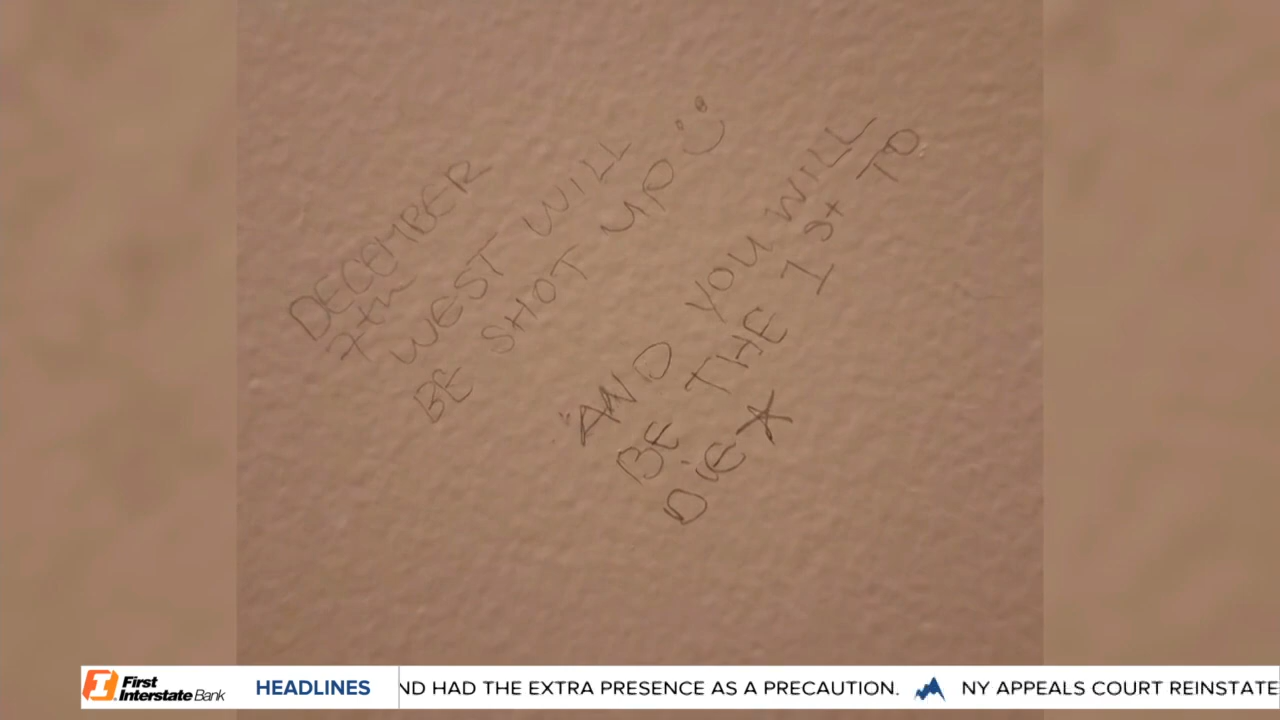 DECEMBER
7th
WEST WILL
BE SHOT UP
AND YOU WILL
BE THE 1st TO
DIE
First
Interstate Bank
HEADLINES
ND HAD THE EXTRA PRESENCE AS A PRECAUTION. NY APPEALS COURT REINSTATE